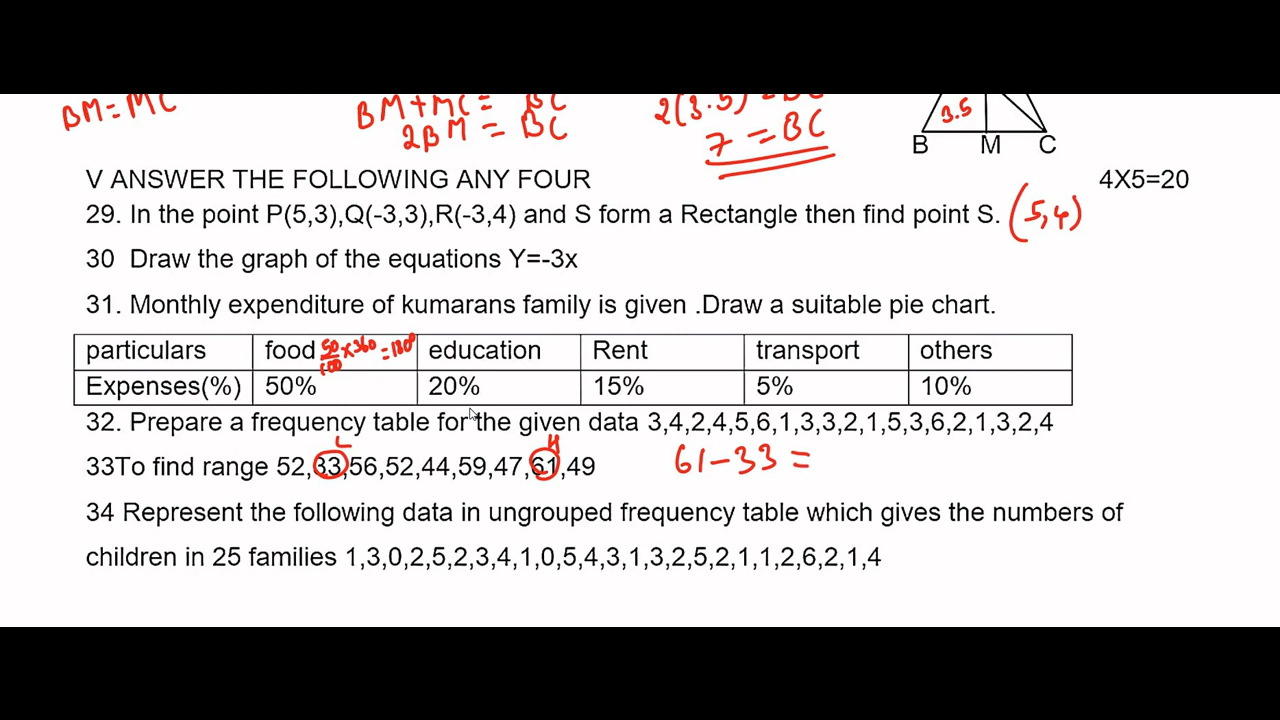 BM = MC BM + MC = BC 2(3.5) = BC 3.5
2BM = BC 7 = BC
B M C
V ANSWER THE FOLLOWING ANY FOUR 4X5=20
29. In the point P(5,3),Q(-3,3),R(-3,4) and S form a Rectangle then find point S. (5,4)
30 Draw the graph of the equations Y=-3x
31. Monthly expenditure of kumarans family is given .Draw a suitable pie chart.
particulars food 50/100 x 360 = 180° education Rent transport others
Expenses(%) 50% 20% 15% 5% 10%
32. Prepare a frequency table for the given data 3,4,2,4,5,6,1,3,3,2,1,5,3,6,2,1,3,2,4
L H
33To find range 52,33,56,52,44,59,47,61,49 61-33 =
34 Represent the following data in ungrouped frequency table which gives the numbers of
children in 25 families 1,3,0,2,5,2,3,4,1,0,5,4,3,1,3,2,5,2,1,1,2,6,2,1,4